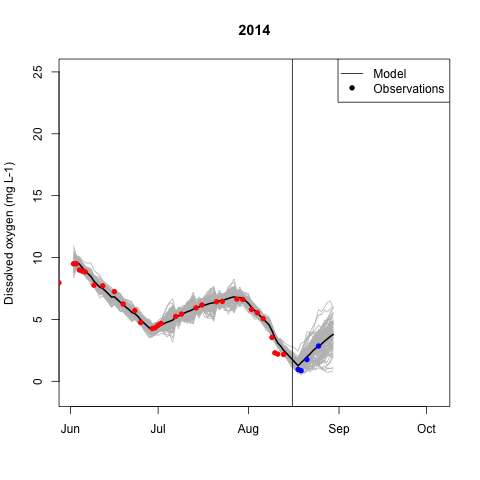 2014
Dissolved oxygen (mg L-1)
25
20
15
10
5
0
Model
Observations
Jun
Jul
Aug
Sep
Oct